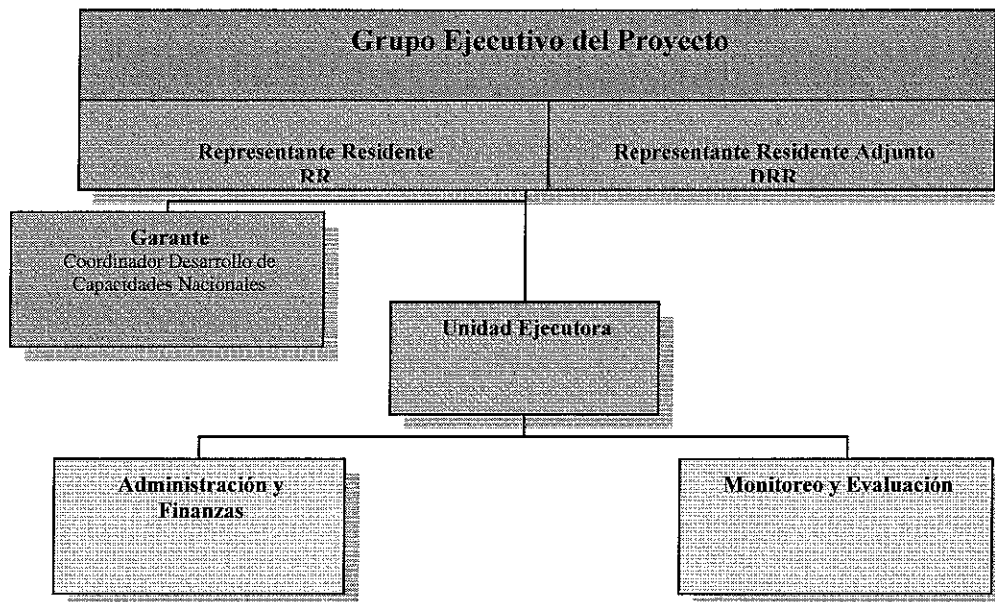 Grupo Ejecutivo del Proyecto
Representante Residente
RR
Representante Residente Adjunto
DRR
Garante
Coordinador Desarrollo de
Capacidades Nacionales
Unidad Ejecutora
Administración y
Finanzas
Monitoreo y Evaluación